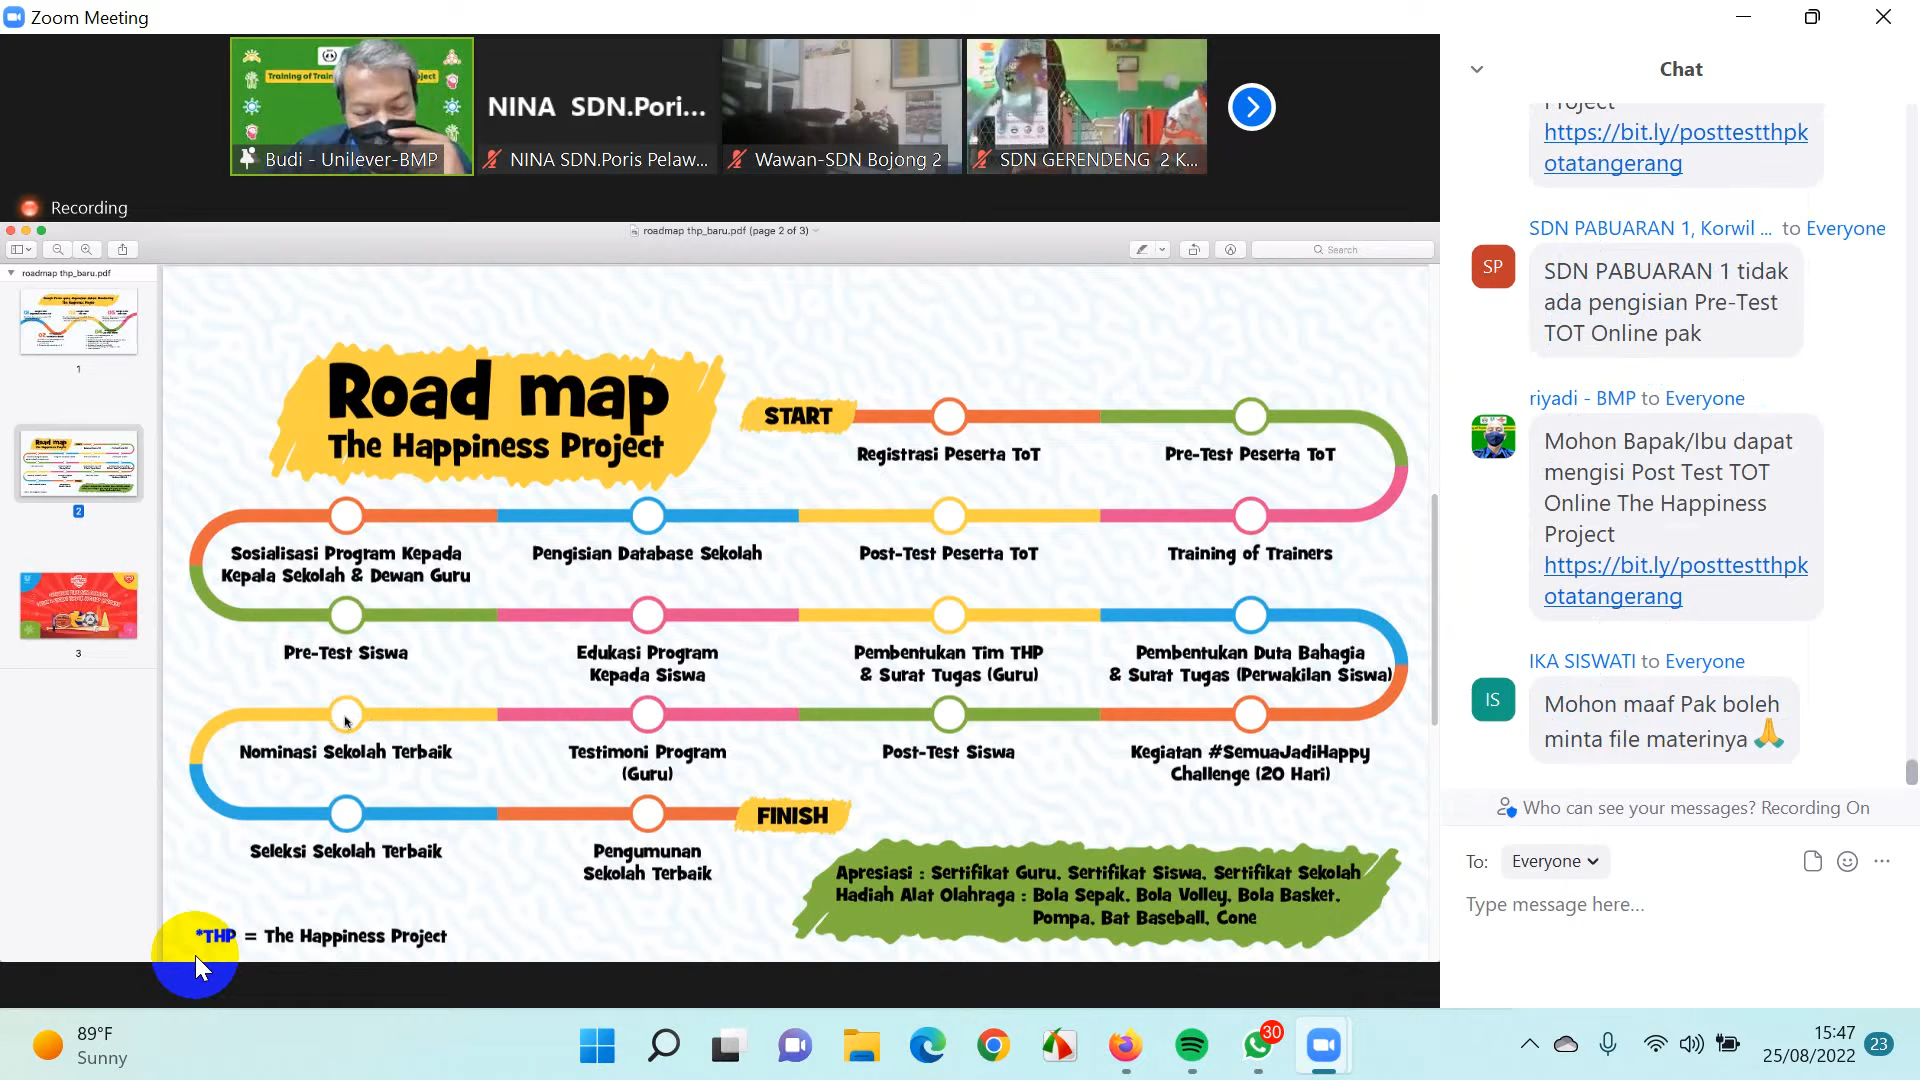 Zoom Meeting
Training of Train
ject
Budi - Unilever-BMP
NINA SDN.Pori...
NINA SDN.Poris Pelaw...
Wawan-SDN Bojong 2
SDN GERENDENG 2 K...
Recording
roadmap thp_baru.pdf (page 2 of 3)
Search
roadmap thp_baru.pdf
1
2
3
Road map
The Happiness Project
START
Registrasi Peserta ToT
Pre-Test Peserta ToT
Sosialisasi Program Kepada
Kepala Sekolah & Dewan Guru
Pengisian Database Sekolah
Post-Test Peserta ToT
Training of Trainers
Pre-Test Siswa
Edukasi Program
Kepada Siswa
Pembentukan Tim THP
& Surat Tugas (Guru)
Pembentukan Duta Bahagia
& Surat Tugas (Perwakilan Siswa)
Nominasi Sekolah Terbaik
Testimoni Program
(Guru)
Post-Test Siswa
Kegiatan #SemuaJadiHappy
Challenge (20 Hari)
Seleksi Sekolah Terbaik
Pengumunan
Sekolah Terbaik
FINISH
Apresiasi : Sertifikat Guru, Sertifikat Siswa, Sertifikat Sekolah
Hadiah Alat Olahraga : Bola Sepak, Bola Volley, Bola Basket,
Pompa, Bat Baseball, Cone
*THP = The Happiness Project
Chat
Project
https://bit.ly/posttestthpk
otatangerang
SDN PABUARAN 1, Korwil ... to Everyone
SP
SDN PABUARAN 1 tidak
ada pengisian Pre-Test
TOT Online pak
riyadi - BMP to Everyone
Mohon Bapak/Ibu dapat
mengisi Post Test TOT
Online The Happiness
Project
https://bit.ly/posttestthpk
otatangerang
IKA SISWATI to Everyone
IS
Mohon maaf Pak boleh
minta file materinya 🙏
Who can see your messages? Recording On
To: Everyone
Type message here...
89°F
Sunny
30
15:47
25/08/2022
23